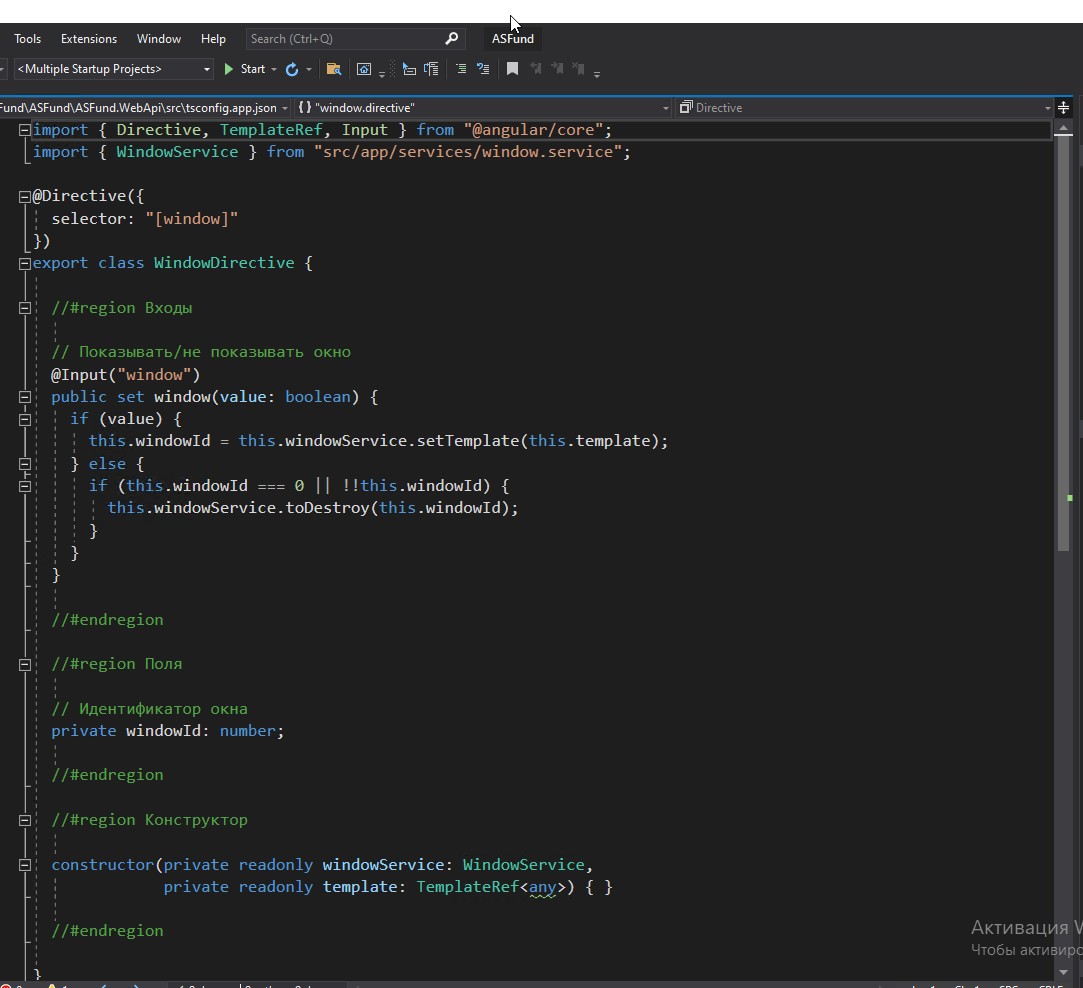 Tools Extensions Window Help Search (Ctrl+Q) ASFund
<Multiple Startup Projects> Start
Fund\ASFund\ASFund.WebApi\src\tsconfig.app.json {} "window.directive" Directive
import { Directive, TemplateRef, Input } from "@angular/core";
import { WindowService } from "src/app/services/window.service";
@Directive({
selector: "[window]"
})
export class WindowDirective {
//#region Входы
// Показывать/не показывать окно
@Input("window")
public set window(value: boolean) {
if (value) {
this.windowId = this.windowService.setTemplate(this.template);
} else {
if (this.windowId === 0 || !!this.windowId) {
this.windowService.toDestroy(this.windowId);
}
}
}
//#endregion
//#region Поля
// Идентификатор окна
private windowId: number;
//#endregion
//#region Конструктор
constructor(private readonly windowService: WindowService,
private readonly template: TemplateRef<any>) { }
//#endregion
Активация W
Чтобы активиро
}